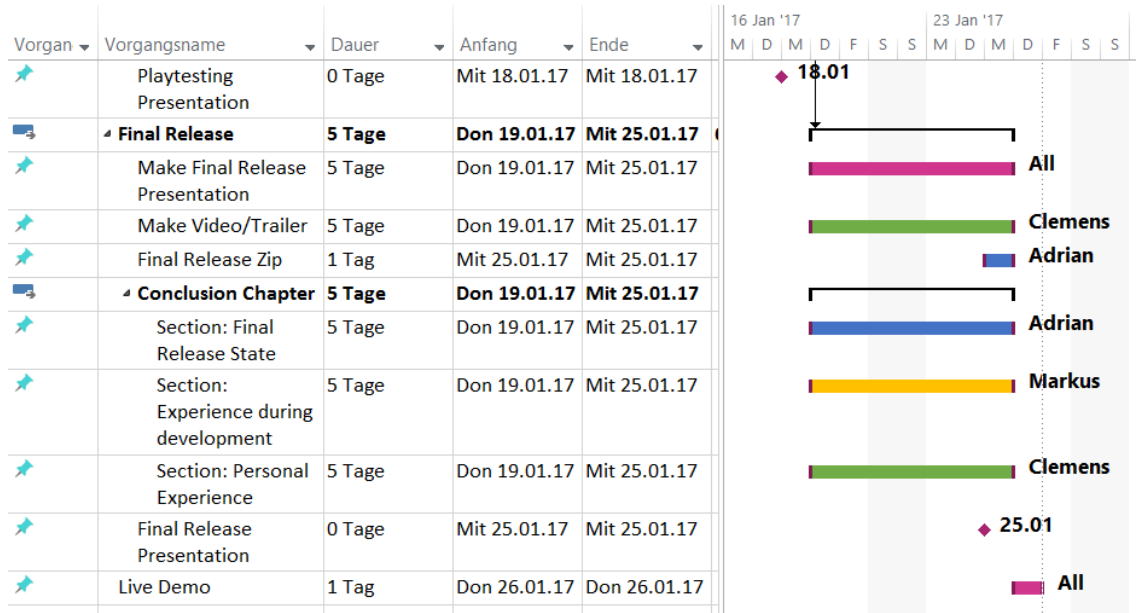 16 Jan '17 23 Jan '17
Vorgan Vorgangsname Dauer Anfang Ende M D M D F S S M D M D F S S
Playtesting 0 Tage Mit 18.01.17 Mit 18.01.17 18.01
Presentation
Final Release 5 Tage Don 19.01.17 Mit 25.01.17
Make Final Release 5 Tage Don 19.01.17 Mit 25.01.17 All
Presentation
Make Video/Trailer 5 Tage Don 19.01.17 Mit 25.01.17 Clemens
Final Release Zip 1 Tag Mit 25.01.17 Mit 25.01.17 Adrian
Conclusion Chapter 5 Tage Don 19.01.17 Mit 25.01.17
Section: Final 5 Tage Don 19.01.17 Mit 25.01.17 Adrian
Release State
Section: 5 Tage Don 19.01.17 Mit 25.01.17 Markus
Experience during
development
Section: Personal 5 Tage Don 19.01.17 Mit 25.01.17 Clemens
Experience
Final Release 0 Tage Mit 25.01.17 Mit 25.01.17 25.01
Presentation
Live Demo 1 Tag Don 26.01.17 Don 26.01.17 All